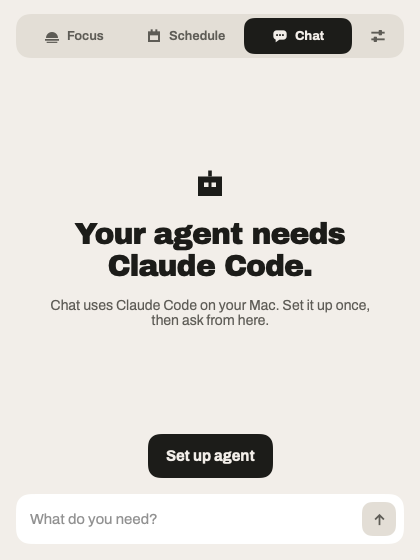 Focus
Schedule
Chat
Your agent needs
Claude Code.
Chat uses Claude Code on your Mac. Set it up once,
then ask from here.
Set up agent
What do you need?